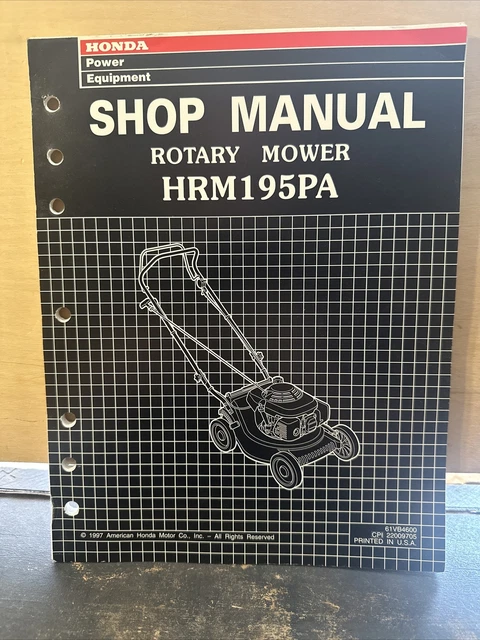 HONDA
Power
Equipment
SHOP MANUAL
ROTARY MOWER
HRM195PA
61VB4600
CPI 22009705
© 1997 American Honda Motor Co., Inc. – All Rights Reserved
PRINTED IN U.S.A.